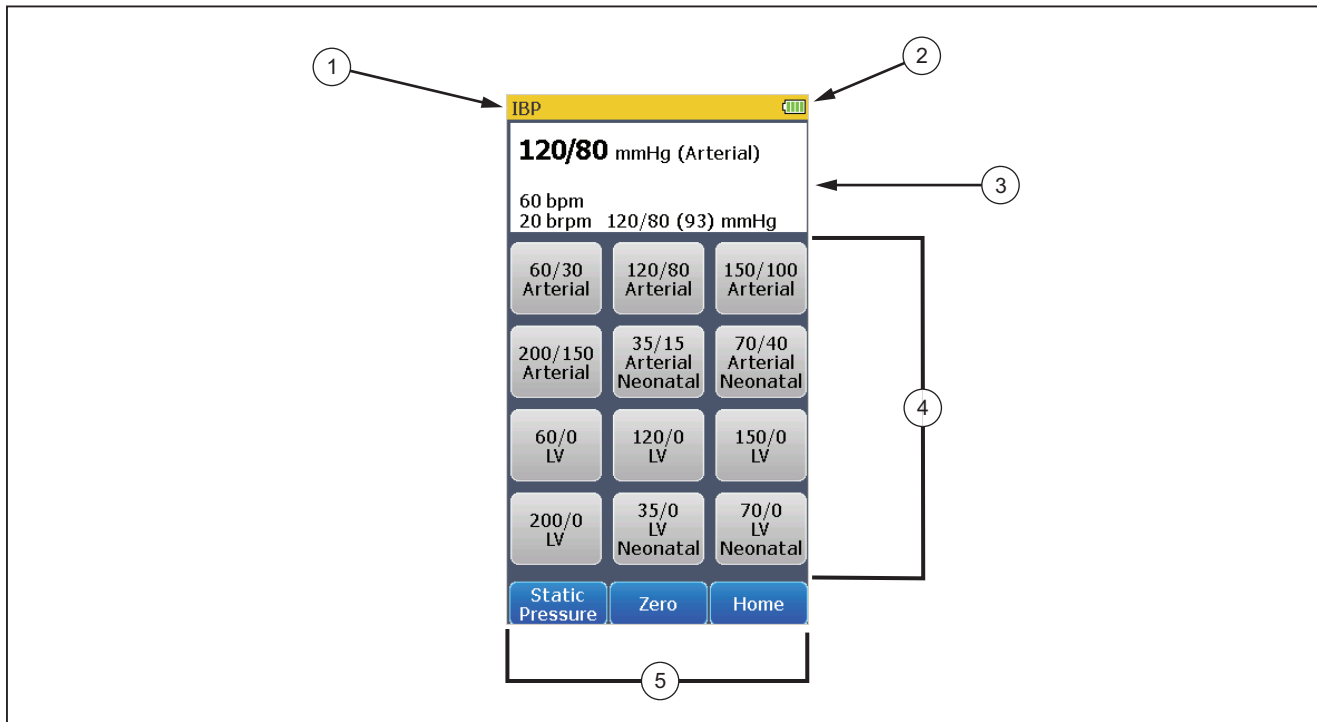 1
2
IBP
120/80 mmHg (Arterial)
3
60 bpm
20 brpm 120/80 (93) mmHg
60/30
Arterial
120/80
Arterial
150/100
Arterial
200/150
Arterial
35/15
Arterial
Neonatal
70/40
Arterial
Neonatal
4
60/0
LV
120/0
LV
150/0
LV
200/0
LV
35/0
LV
Neonatal
70/0
LV
Neonatal
Static
Pressure
Zero
Home
5